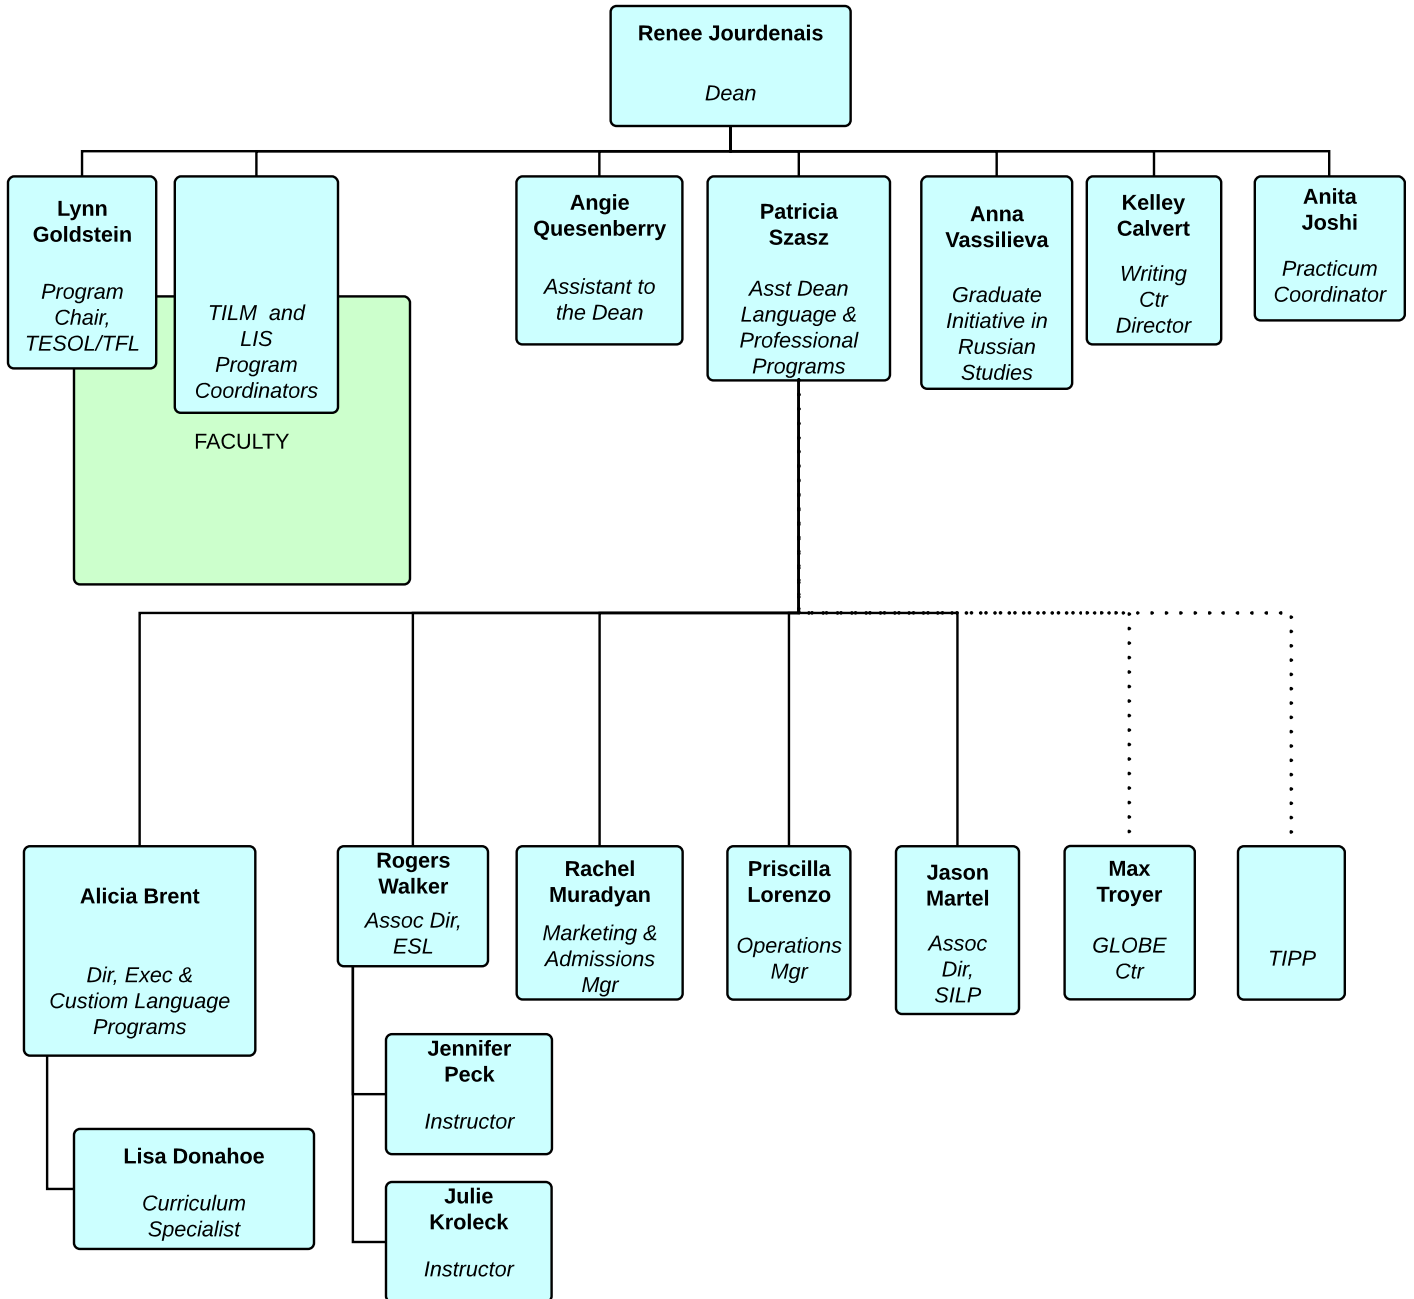 Renee Jourdenais
Dean
Lynn
Goldstein
Program
Chair,
TESOL/TFL
TILM and
LIS
Program
Coordinators
FACULTY
Angie
Quesenberry
Assistant to
the Dean
Patricia
Szasz
Asst Dean
Language &
Professional
Programs
Anna
Vassilieva
Graduate
Initiative in
Russian
Studies
Kelley
Calvert
Writing
Ctr
Director
Anita
Joshi
Practicum
Coordinator
Alicia Brent
Dir, Exec &
Custiom Language
Programs
Rogers
Walker
Assoc Dir,
ESL
Rachel
Muradyan
Marketing &
Admissions
Mgr
Priscilla
Lorenzo
Operations
Mgr
Jason
Martel
Assoc
Dir,
SILP
Max
Troyer
GLOBE
Ctr
TIPP
Jennifer
Peck
Instructor
Lisa Donahoe
Curriculum
Specialist
Julie
Kroleck
Instructor